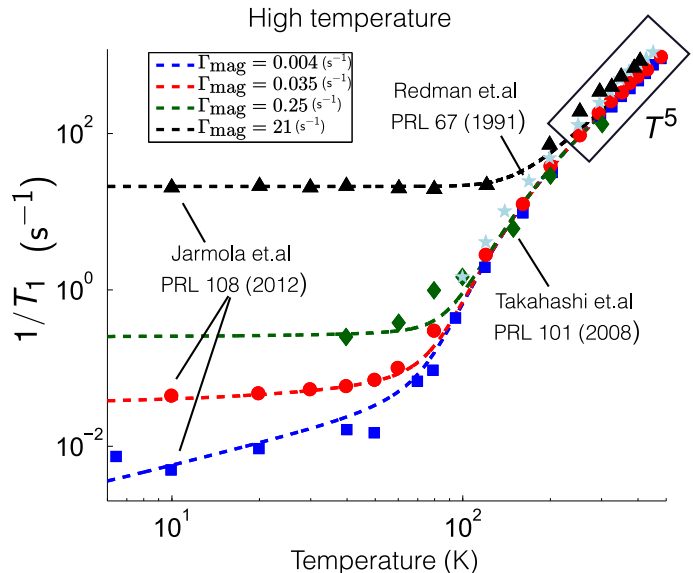 High temperature
Γmag = 0.004 (s⁻¹)
Γmag = 0.035 (s⁻¹)
Γmag = 0.25 (s⁻¹)
Γmag = 21 (s⁻¹)
Redman et.al
PRL 67 (1991)
T⁵
Jarmola et.al
PRL 108 (2012)
Takahashi et.al
PRL 101 (2008)
1/T₁ (s⁻¹)
10²
10⁰
10⁻²
10¹
10²
Temperature (K)